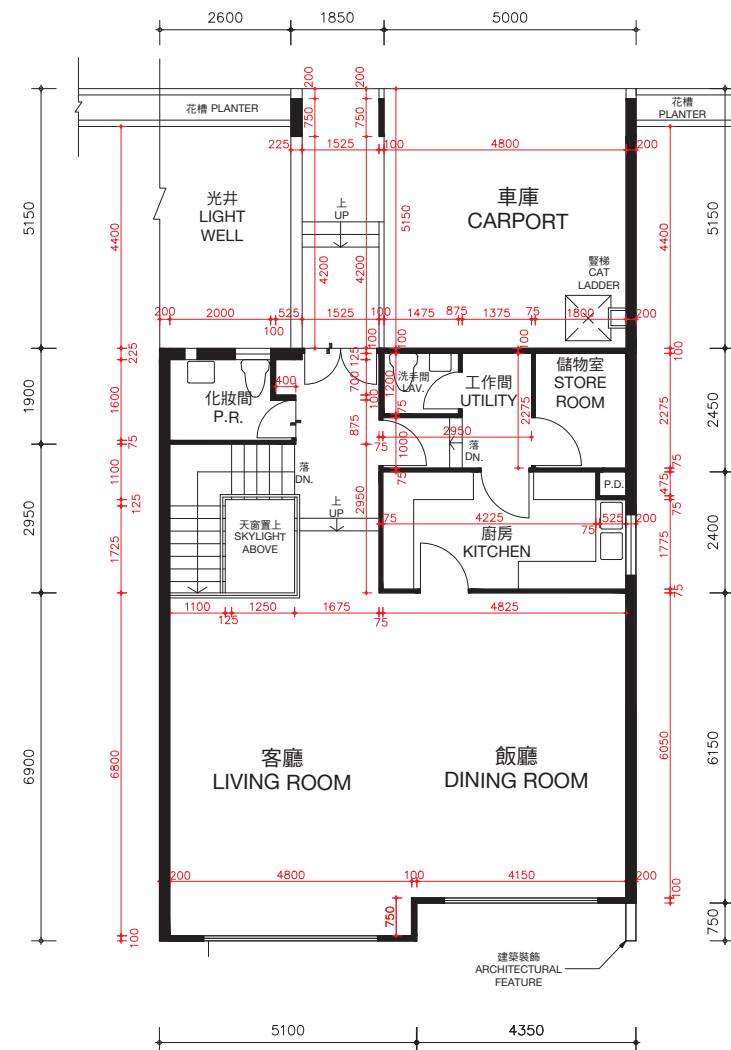 2600
1850
5000
花槽 PLANTER
花槽
PLANTER
200
200
750
750
225
1525
100
4800
200
光井
LIGHT
WELL
上
UP
車庫
CARPORT
豎梯
CAT
LADDER
5150
4400
4200
4200
5150
4400
5150
200
2000
525
1525
100
1475
875
1375
75
1800
200
100
225
100
125
100
100
100
化妝間
P.R.
400
700
100
1200
洗手間
LAV.
工作間
UTILITY
儲物室
STORE
ROOM
1900
1600
75
875
75
75
1000
2950
2275
2275
2450
落
DN.
落
DN.
75
75
1100
125
2950
1725
天窗置上
SKYLIGHT
ABOVE
上
UP
2950
75
4225
525
200
75
P.D.
廚房
KITCHEN
475
75
1775
2400
75
1100
125
1250
1675
75
4825
客廳
LIVING ROOM
飯廳
DINING ROOM
6900
6800
6050
6150
200
4800
100
4150
200
750
100
100
750
建築裝飾
ARCHITECTURAL
FEATURE
5100
4350